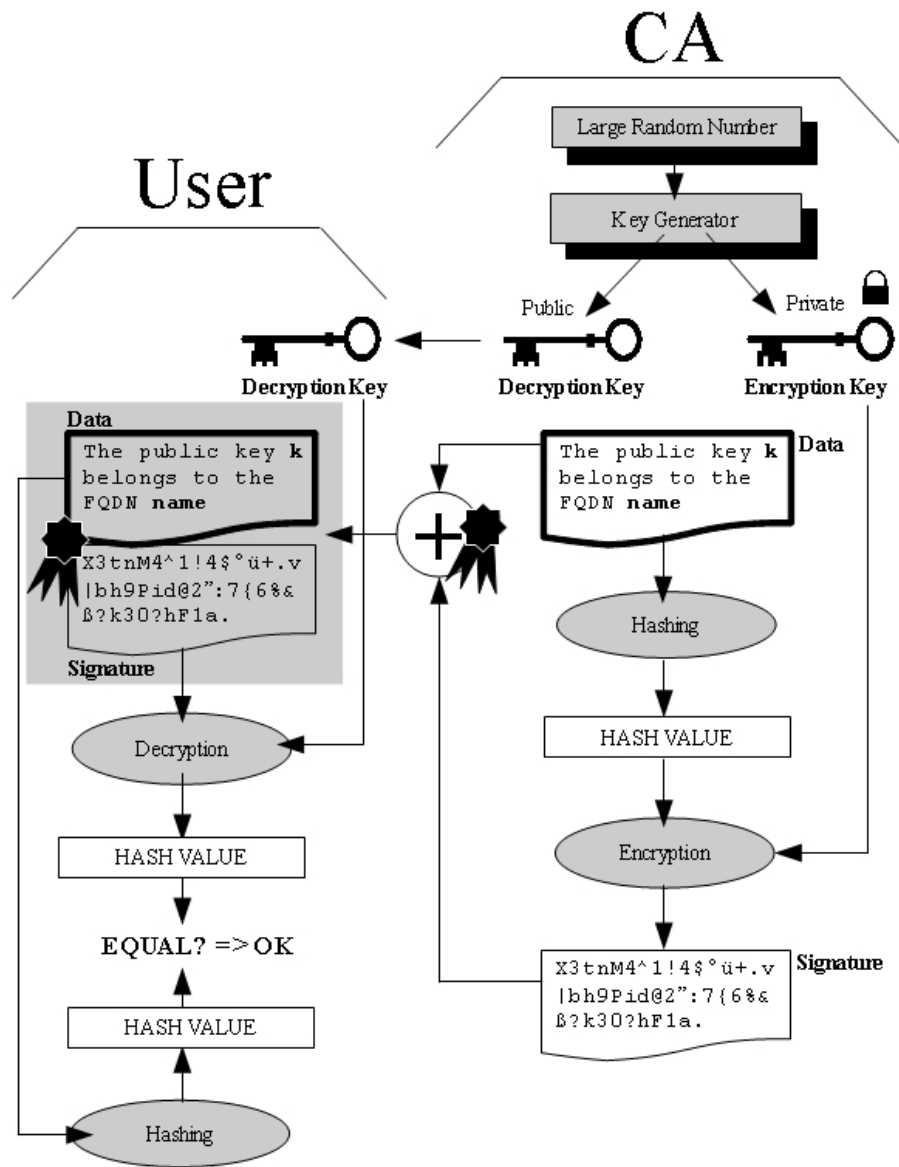 CA
Large Random Number
User
Key Generator
Public
Private
Decryption Key
Decryption Key
Encryption Key
Data
The public key k
belongs to the
FQDN name
X3tnM4^1!4$°ü+.v
|bh9Pid@2”:7{6%&
ß?k3O?hF1a.
Signature
Decryption
HASH VALUE
EQUAL? => OK
HASH VALUE
Hashing
The public key k
belongs to the
FQDN name
Data
Hashing
HASH VALUE
Encryption
X3tnM4^1!4$°ü+.v
|bh9Pid@2”:7{6%&
ß?k3O?hF1a.
Signature